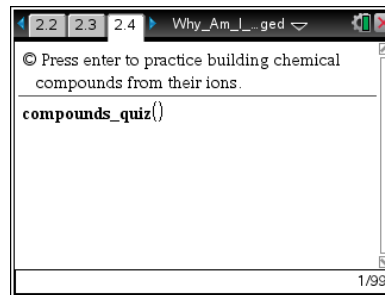 2.2 2.3 2.4 Why_Am_I_...ged
© Press enter to practice building chemical
compounds from their ions.
compounds_quiz()
1/99